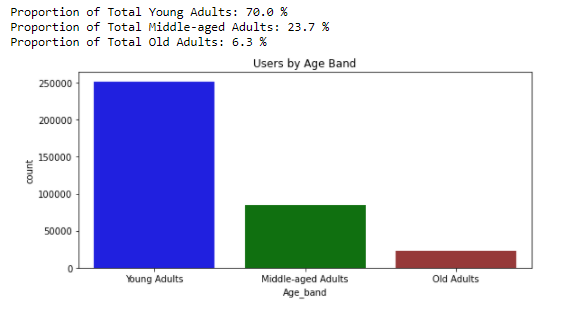 Proportion of Total Young Adults: 70.0 %
Proportion of Total Middle-aged Adults: 23.7 %
Proportion of Total Old Adults: 6.3 %
Users by Age Band
250000
200000
150000
100000
50000
0
count
Young Adults Middle-aged Adults Old Adults
Age_band